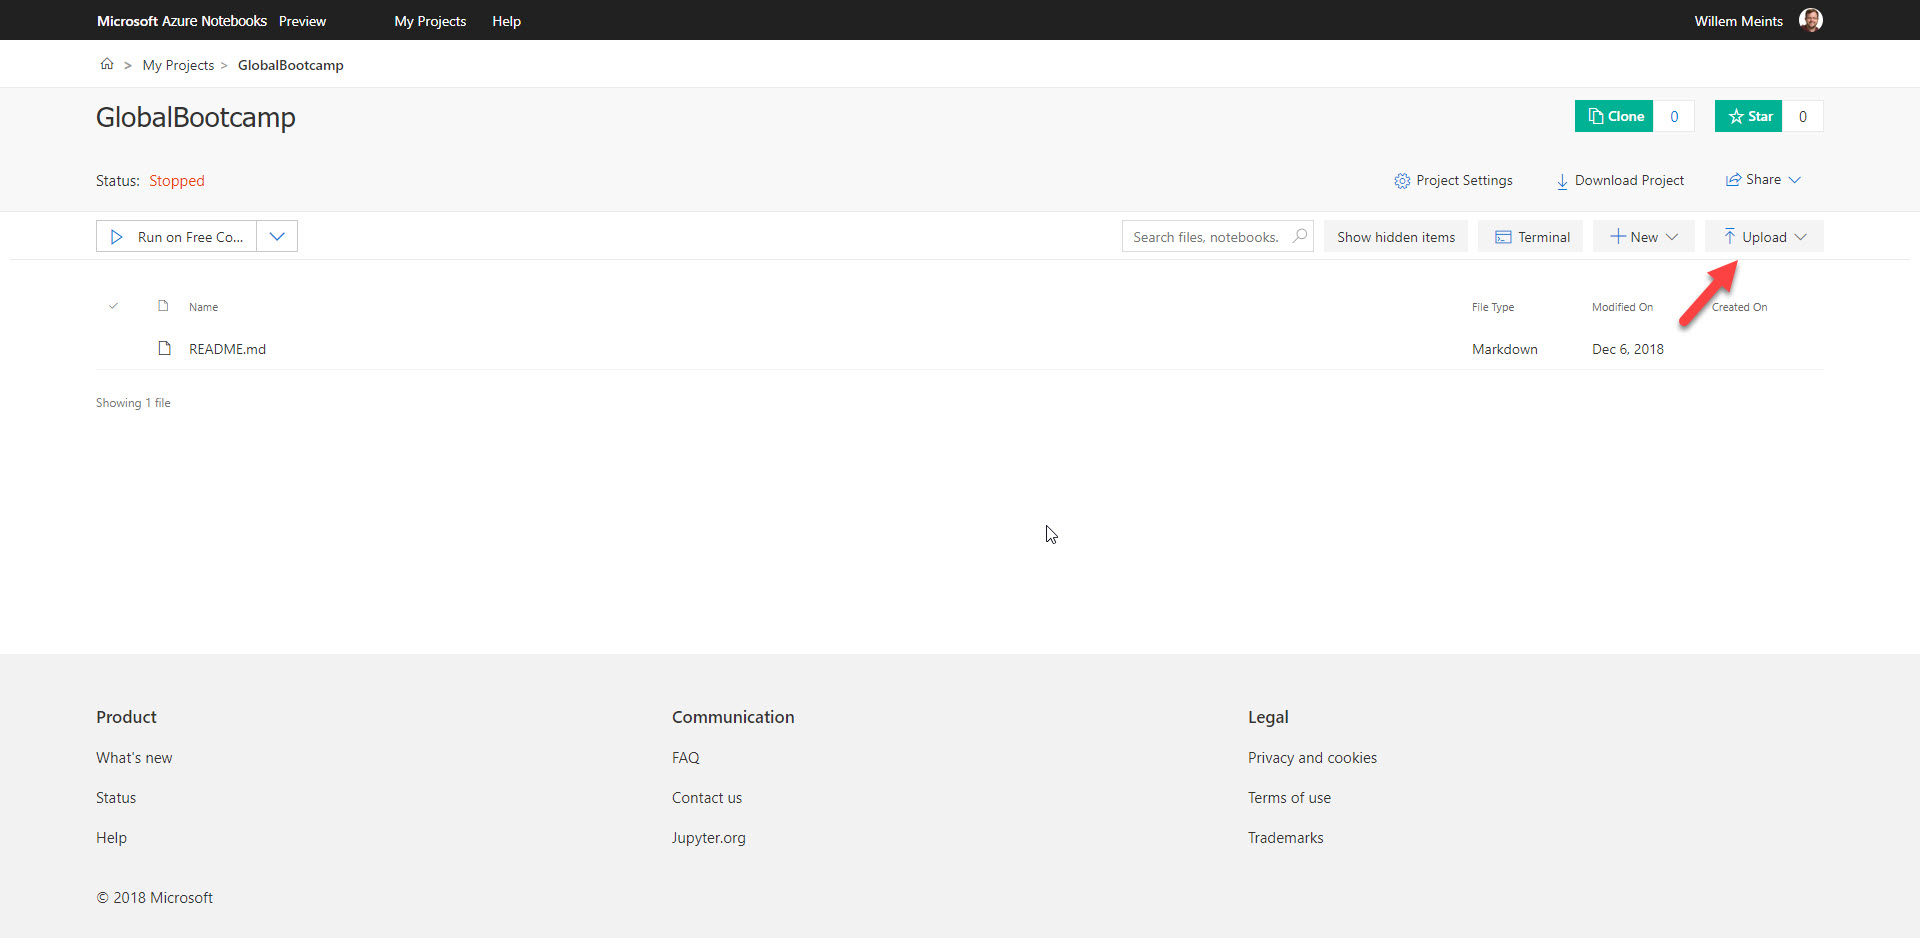 Microsoft Azure Notebooks Preview My Projects Help Willem Meints
> My Projects > GlobalBootcamp
GlobalBootcamp
Clone 0 Star 0
Status: Stopped
Project Settings Download Project Share
Run on Free Co... Search files, notebooks. Show hidden items Terminal New Upload
Name File Type Modified On Created On
README.md Markdown Dec 6, 2018
Showing 1 file
Product Communication Legal
What's new FAQ Privacy and cookies
Status Contact us Terms of use
Help Jupyter.org Trademarks
© 2018 Microsoft